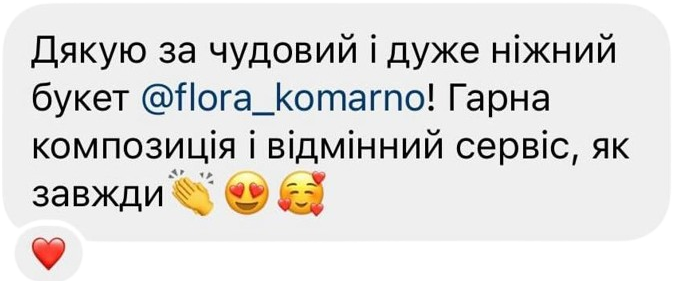 Дякую за чудовий і дуже ніжний
букет @flora_komarno! Гарна
композиція і відмінний сервіс, як
завжди👏😍🥰
❤️